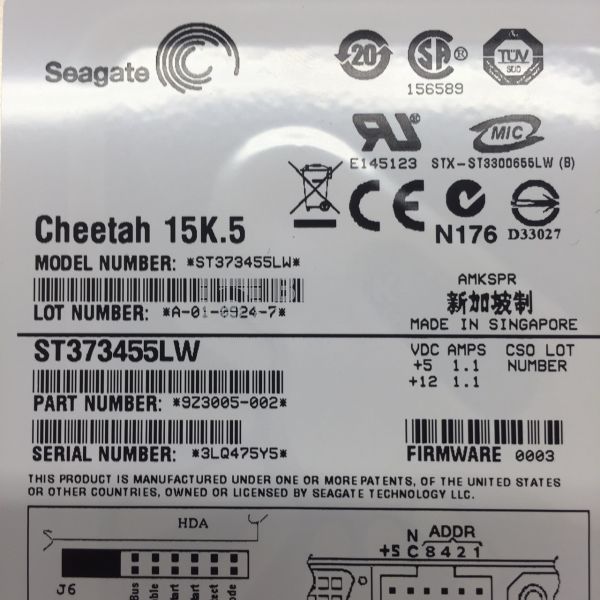 Seagate
20
SA ®
TÜV
SÜD
156589
E145123 STX-ST3300655LW (B)
MIC
CE N176 D33027
Cheetah 15K.5
MODEL NUMBER: *ST373455LW*
LOT NUMBER: *A-01-0924-7*
AMKSPR
新加坡制
MADE IN SINGAPORE
ST373455LW
VDC AMPS CSO LOT
+5 1.1 NUMBER
+12 1.1
PART NUMBER: *9Z3005-002*
SERIAL NUMBER: *3LQ475Y5*
FIRMWARE 0003
THIS PRODUCT IS MANUFACTURED UNDER ONE OR MORE PATENTS, OF THE UNITED STATES
OR OTHER COUNTRIES, OWNED OR LICENSED BY SEAGATE TECHNOLOGY LLC.
HDA
N ADDR
+5 C 8 4 2 1
J6